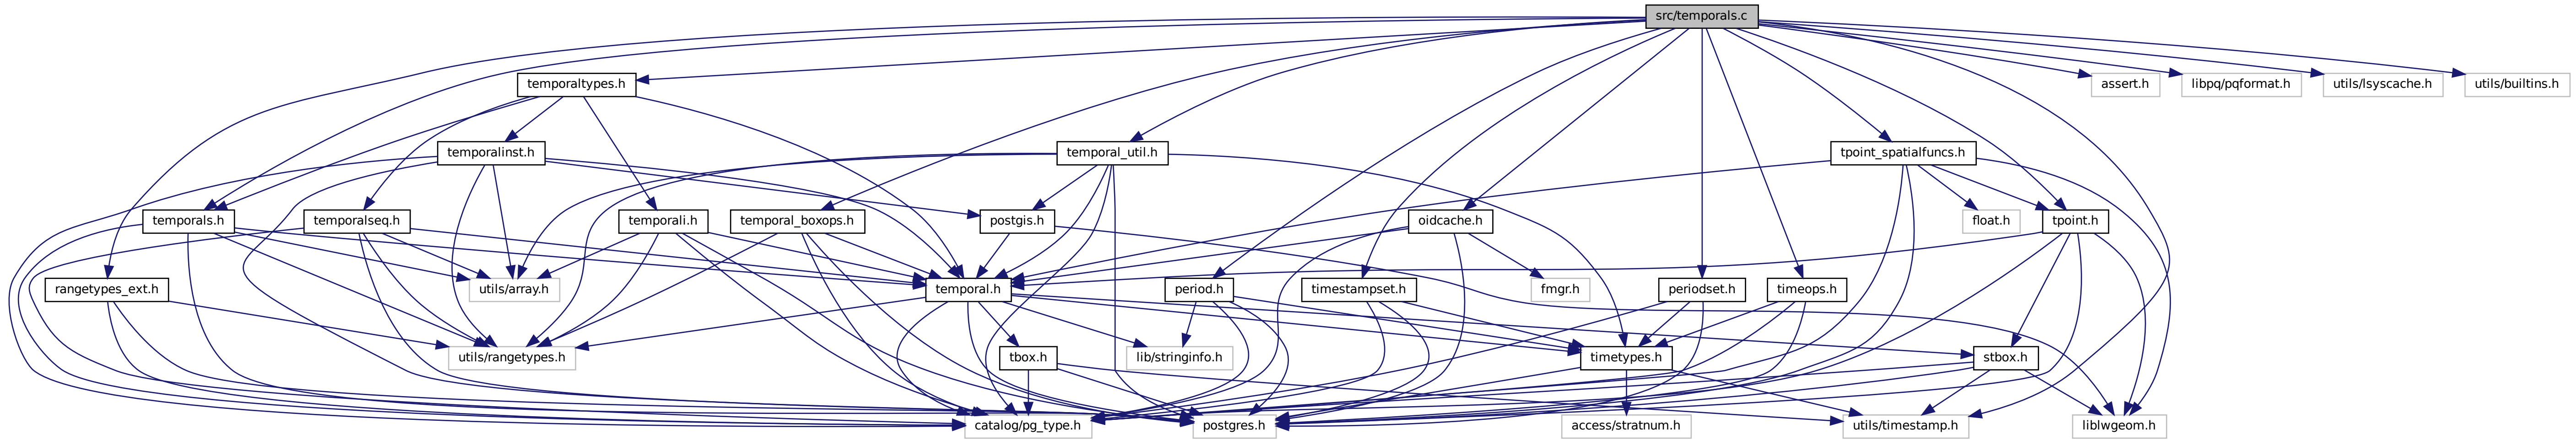 src/temporals.c
temporaltypes.h
assert.h
libpq/pqformat.h
utils/lsyscache.h
utils/builtins.h
temporalinst.h
temporal_util.h
tpoint_spatialfuncs.h
temporals.h
temporalseq.h
temporali.h
temporal_boxops.h
postgis.h
oidcache.h
float.h
tpoint.h
rangetypes_ext.h
utils/array.h
temporal.h
period.h
timestampset.h
fmgr.h
periodset.h
timeops.h
utils/rangetypes.h
tbox.h
lib/stringinfo.h
timetypes.h
stbox.h
catalog/pg_type.h
postgres.h
access/stratnum.h
utils/timestamp.h
liblwgeom.h